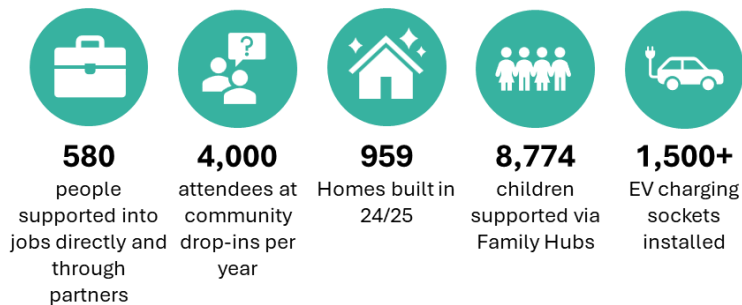 ?
580
people
supported into
jobs directly and
through
partners
4,000
attendees at
community
drop-ins per
year
959
Homes built in
24/25
8,774
children
supported via
Family Hubs
1,500+
EV charging
sockets
installed